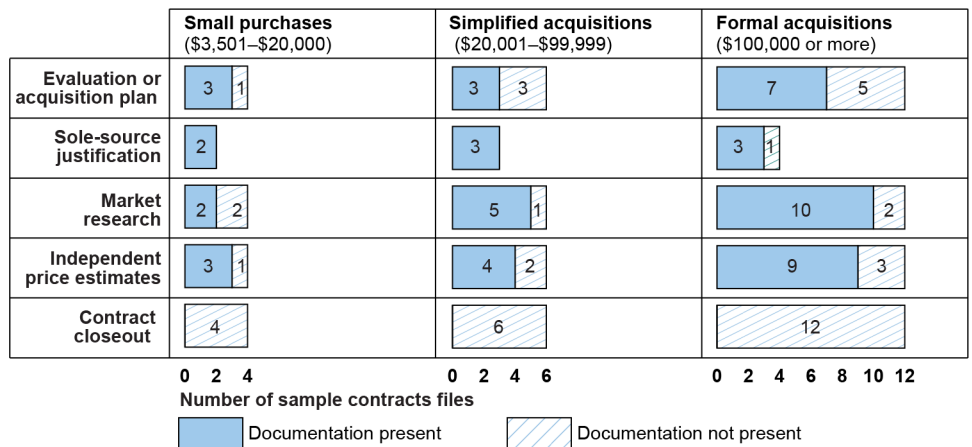 Small purchases
($3,501–$20,000)
Simplified acquisitions
($20,001–$99,999)
Formal acquisitions
($100,000 or more)
Evaluation or
acquisition plan
3 1
3 3
7 5
Sole-source
justification
2
3
3 1
Market
research
2 2
5 1
10 2
Independent
price estimates
3 1
4 2
9 3
Contract
closeout
4
6
12
0 2 4
0 2 4 6
0 2 4 6 8 10 12
Number of sample contracts files
Documentation present
Documentation not present